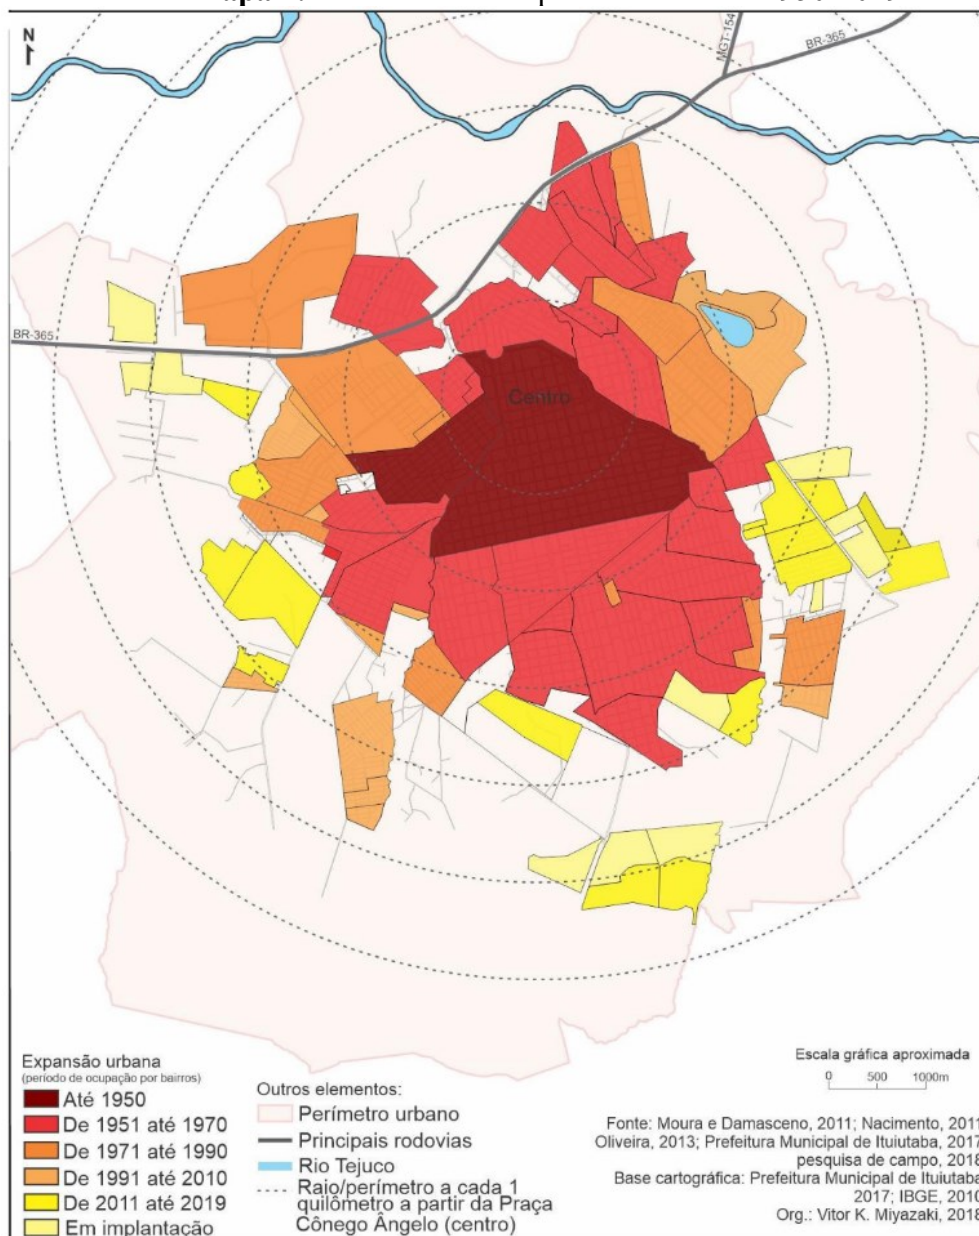 N
MGT-154
BR-365
BR-365
Centro
Expansão urbana
(período de ocupação por bairros)
Até 1950
De 1951 até 1970
De 1971 até 1990
De 1991 até 2010
De 2011 até 2019
Em implantação
Outros elementos:
Perímetro urbano
Principais rodovias
Rio Tejuco
Raio/perímetro a cada 1
quilômetro a partir da Praça
Cônego Ângelo (centro)
Escala gráfica aproximada
0 500 1000m
Fonte: Moura e Damasceno, 2011; Nacimento, 2011
Oliveira, 2013; Prefeitura Municipal de Ituiutaba, 2017
pesquisa de campo, 2018
Base cartográfica: Prefeitura Municipal de Ituiutaba
2017; IBGE, 2010
Org.: Vitor K. Miyazaki, 2018